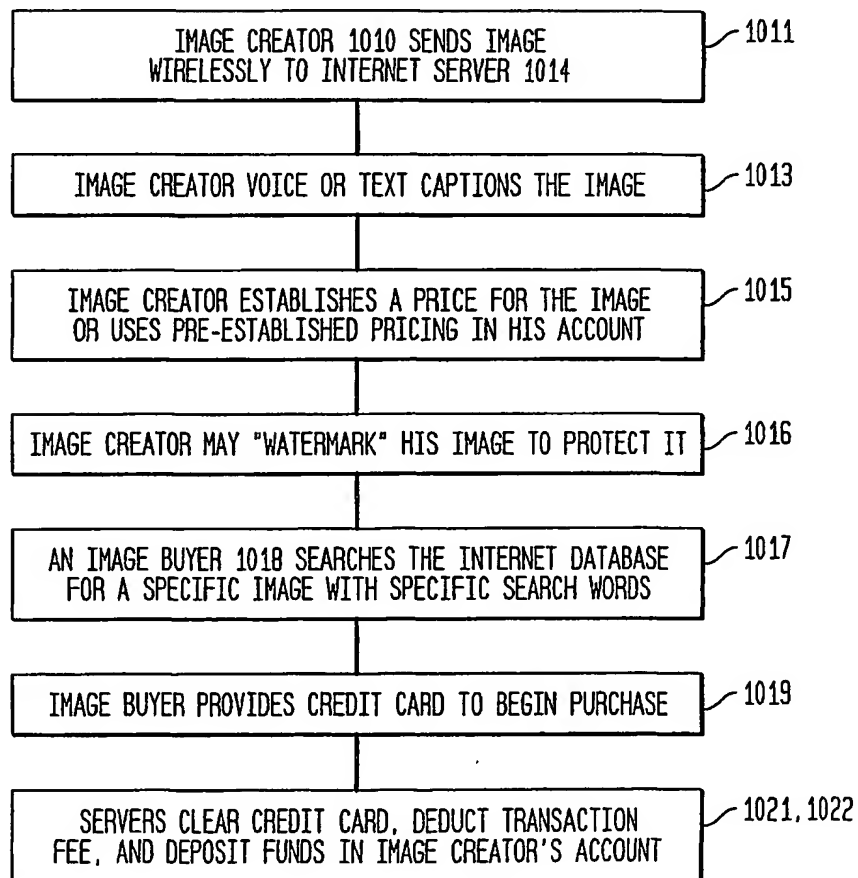 IMAGE CREATOR 1010 SENDS IMAGE
WIRELESSLY TO INTERNET SERVER 1014
1011
IMAGE CREATOR VOICE OR TEXT CAPTIONS THE IMAGE
1013
IMAGE CREATOR ESTABLISHES A PRICE FOR THE IMAGE
OR USES PRE-ESTABLISHED PRICING IN HIS ACCOUNT
1015
IMAGE CREATOR MAY "WATERMARK" HIS IMAGE TO PROTECT IT
1016
AN IMAGE BUYER 1018 SEARCHES THE INTERNET DATABASE
FOR A SPECIFIC IMAGE WITH SPECIFIC SEARCH WORDS
1017
IMAGE BUYER PROVIDES CREDIT CARD TO BEGIN PURCHASE
1019
SERVERS CLEAR CREDIT CARD, DEDUCT TRANSACTION
FEE, AND DEPOSIT FUNDS IN IMAGE CREATOR'S ACCOUNT
1021, 1022